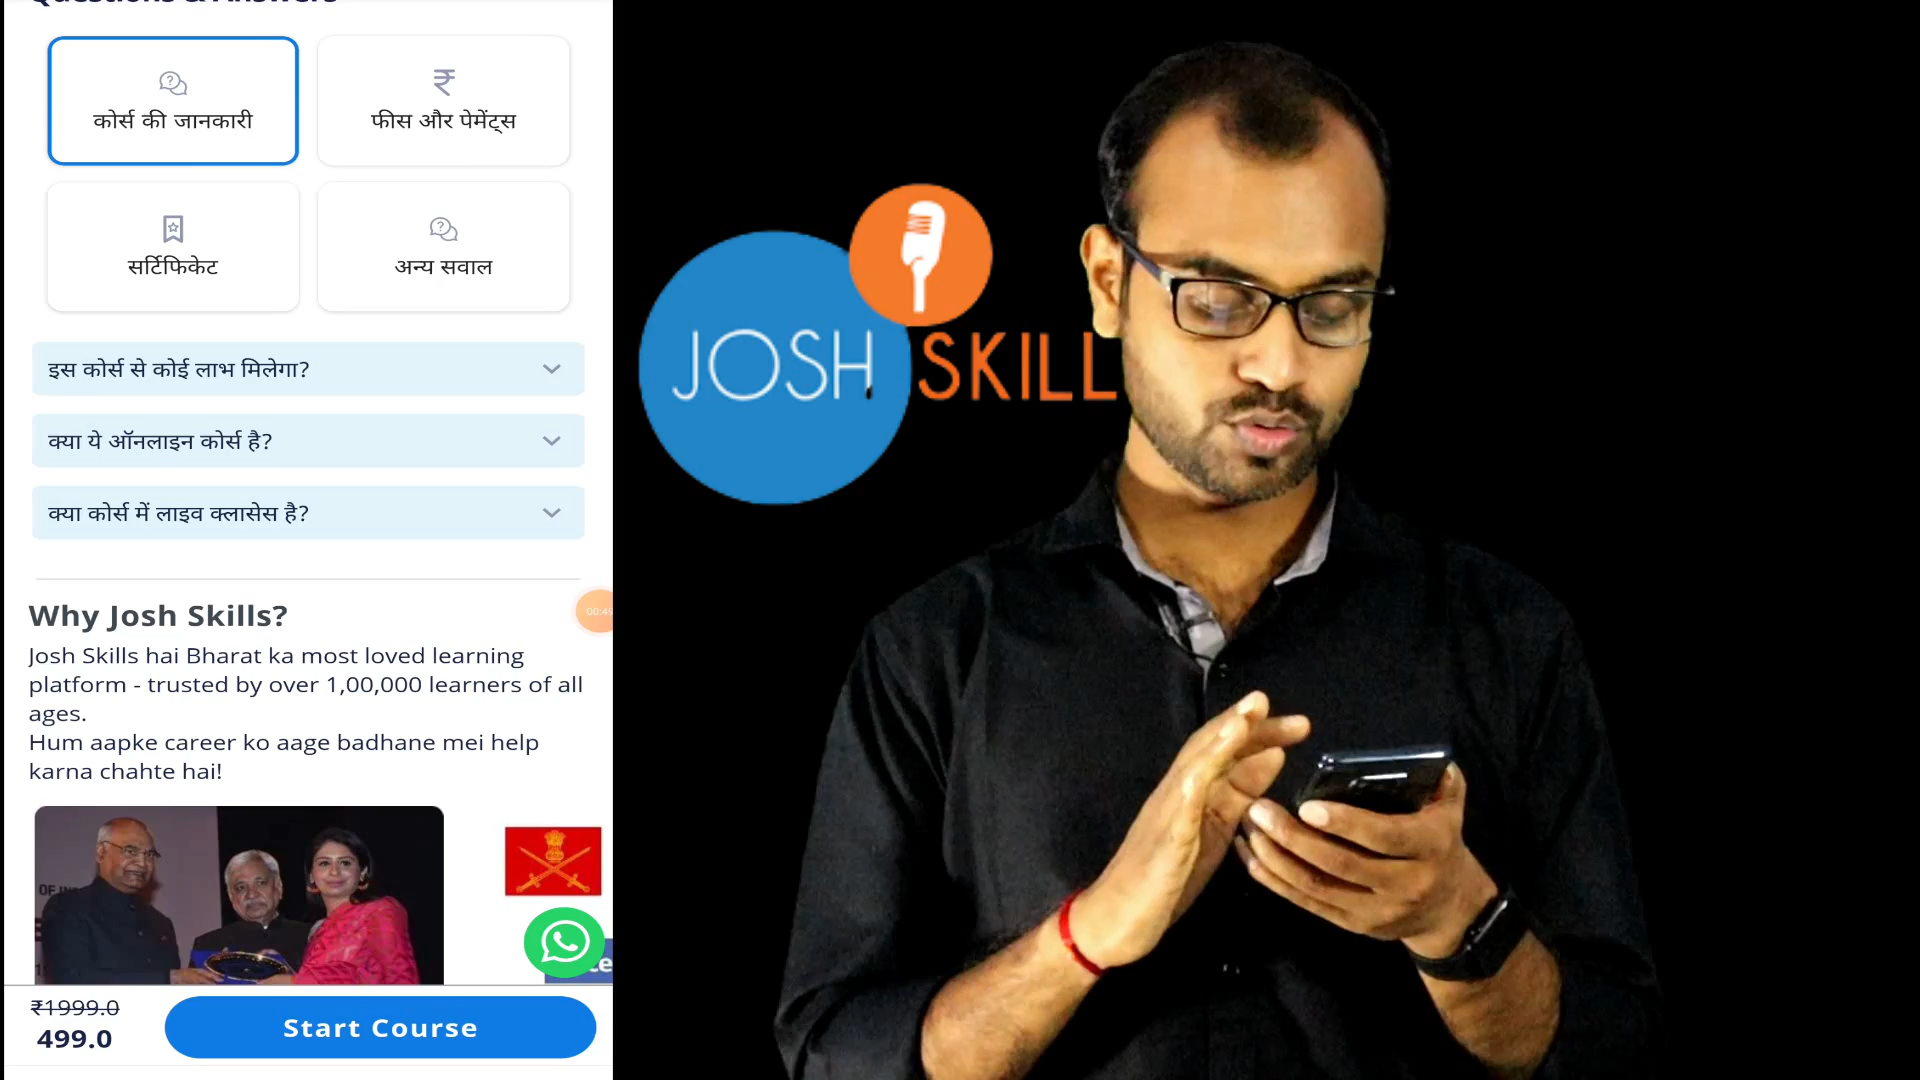 Questions & Answers
कोर्स की जानकारी
फीस और पेमेंट्स
सर्टिफिकेट
अन्य सवाल
इस कोर्स से कोई लाभ मिलेगा?
क्या ये ऑनलाइन कोर्स है?
क्या कोर्स में लाइव क्लासेस है?
Why Josh Skills?
Josh Skills hai Bharat ka most loved learning
platform - trusted by over 1,00,000 learners of all
ages.
Hum aapke career ko aage badhane mei help
karna chahte hai!
₹1999.0
499.0
Start Course
JOSH SKILL